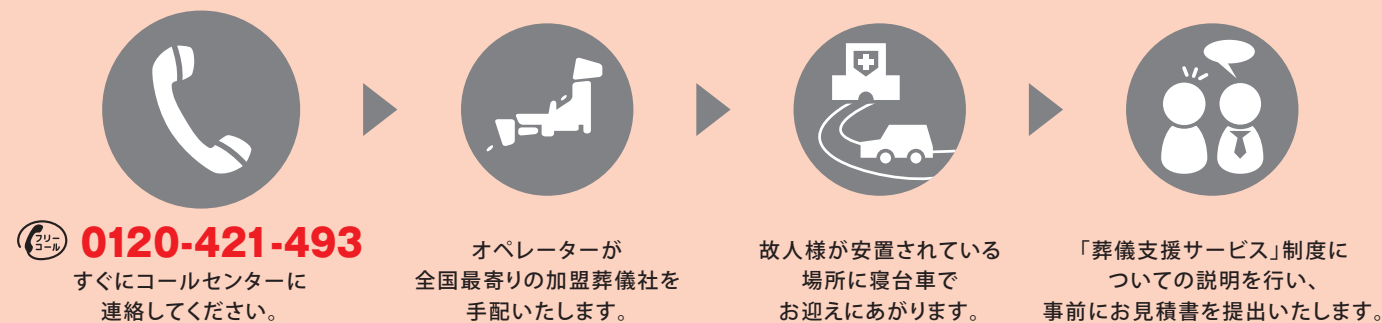 フリー
コール
0120-421-493
すぐにコールセンターに
連絡してください。
オペレーターが
全国最寄りの加盟葬儀社を
手配いたします。
故人様が安置されている
場所に寝台車で
お迎えにあがります。
「葬儀支援サービス」制度に
ついての説明を行い、
事前にお見積書を提出いたします。